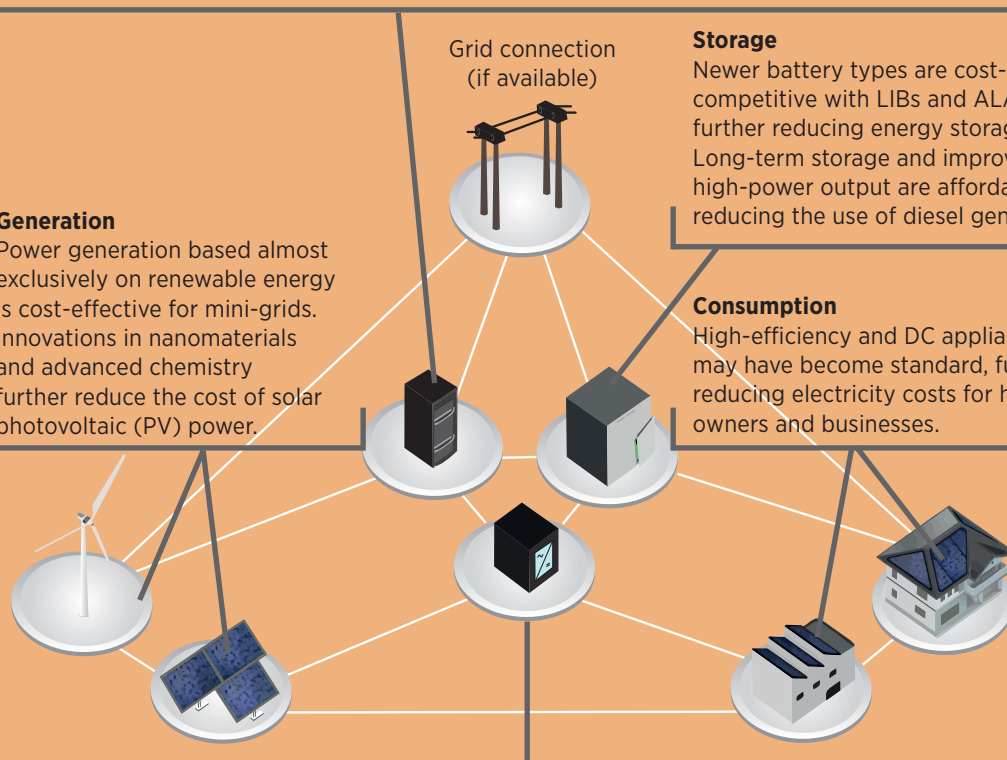 Grid connection
(if available)
Storage
Newer battery types are cost-
competitive with LIBs and
further reducing energy
Long-term storage and
high-power output are
reducing the use of diesel
Generation
Power generation based almost
exclusively on renewable energy
is cost-effective for mini-grids.
Innovations in nanomaterials
and advanced chemistry
further reduce the cost of solar
photovoltaic (PV) power.
Consumption
High-efficiency and DC
may have become standard,
reducing electricity costs for
owners and businesses.
~
=